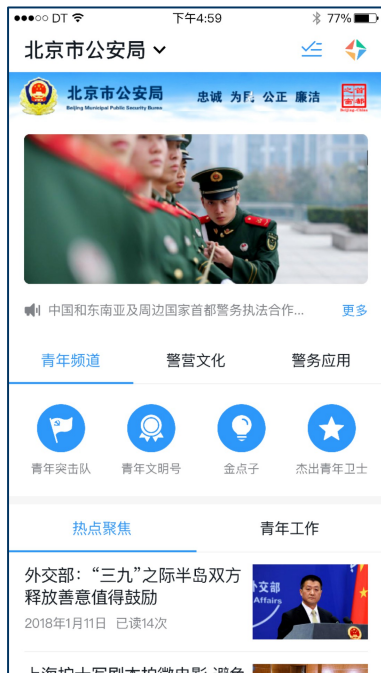 DT 下午4:59 77%
北京市公安局
北京市公安局 忠诚 为民 公正 廉洁
Beijing Municipal Public Security Bureau
中国和东南亚及周边国家首都警务执法合作... 更多
青年频道 警营文化 警务应用
青年突击队 青年文明号 金点子 杰出青年卫士
热点聚焦 青年工作
外交部：“三九”之际半岛双方
释放善意值得鼓励
2018年1月11日 已读14次
外交部
Affairs